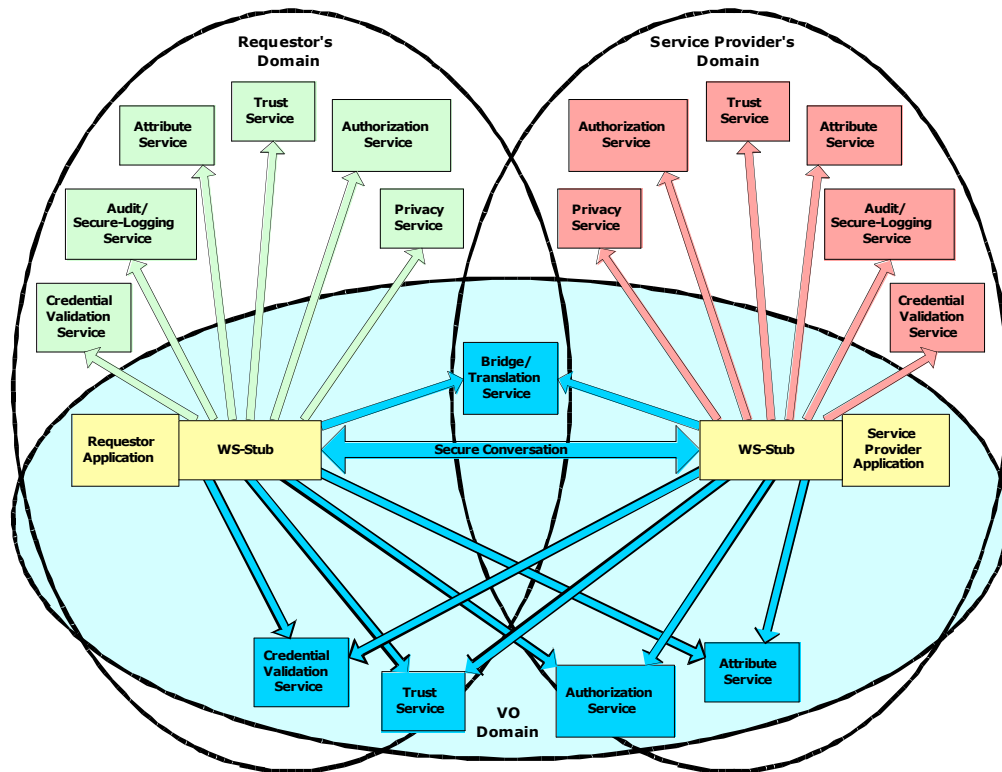 Requestor's
Domain
Service Provider's
Domain
Trust
Service
Attribute
Service
Authorization
Service
Audit/
Secure-Logging
Service
Privacy
Service
Credential
Validation
Service
Authorization
Service
Trust
Service
Attribute
Service
Privacy
Service
Audit/
Secure-Logging
Service
Credential
Validation
Service
Bridge/
Translation
Service
Requestor
Application
WS-Stub
Secure Conversation
WS-Stub
Service
Provider
Application
Credential
Validation
Service
Trust
Service
Authorization
Service
Attribute
Service
VO
Domain